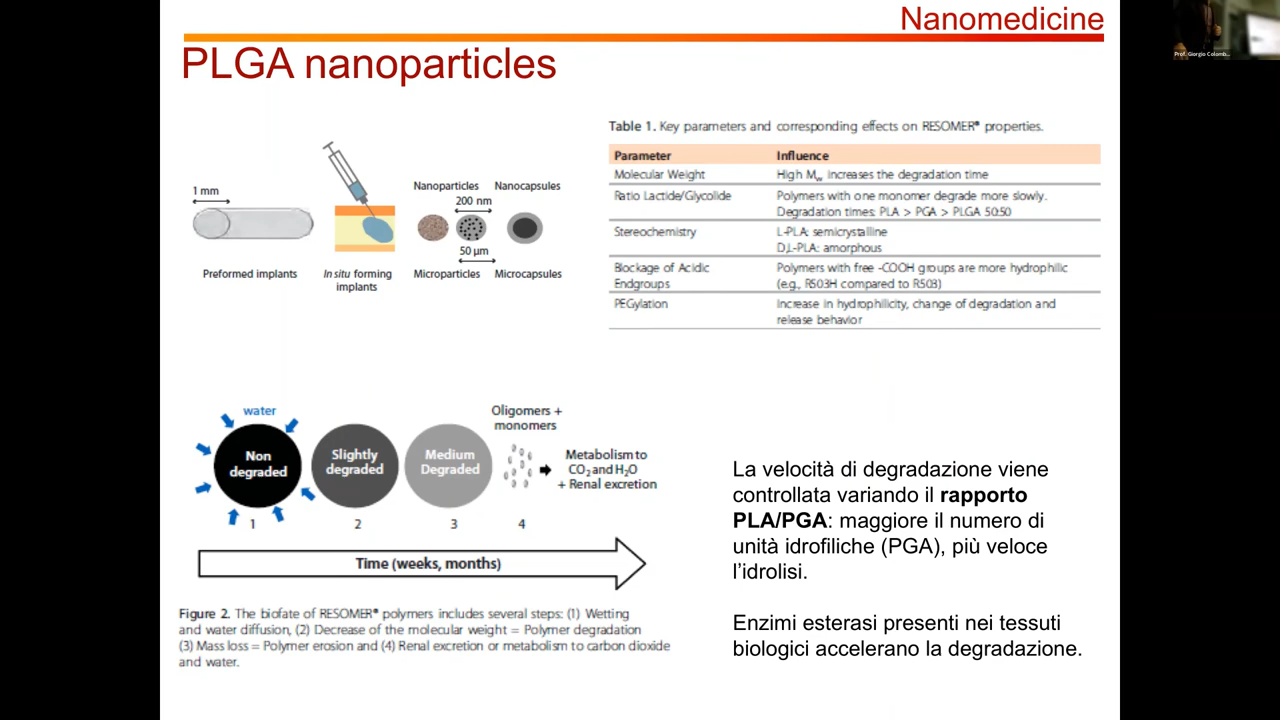 Nanomedicine
PLGA nanoparticles
Prof. Giorgio Colomb...
1 mm
Preformed implants
In situ forming
implants
Nanoparticles
Nanocapsules
200 nm
50 μm
Microparticles
Microcapsules
Table 1. Key parameters and corresponding effects on RESOMER® properties.
Parameter Influence
Molecular Weight High Mw increases the degradation time
Ratio Lactide/Glycolide Polymers with one monomer degrade more slowly.
Degradation times: PLA > PGA > PLGA 50:50
Stereochemistry L-PLA: semicrystalline
D,L-PLA: amorphous
Blockage of Acidic Polymers with free -COOH groups are more hydrophilic
Endgroups (e.g., R503H compared to R503)
PEGylation Increase in hydrophilicity, change of degradation and
release behavior
water
Non
degraded
Slightly
degraded
Medium
Degraded
Oligomers +
monomers
Metabolism to
CO2 and H2O
+ Renal excretion
1 2 3 4
Time (weeks, months)
Figure 2. The biofate of RESOMER® polymers includes several steps: (1) Wetting
and water diffusion, (2) Decrease of the molecular weight = Polymer degradation
(3) Mass loss = Polymer erosion and (4) Renal excretion or metabolism to carbon dioxide
and water.
La velocità di degradazione viene
controllata variando il rapporto
PLA/PGA: maggiore il numero di
unità idrofiliche (PGA), più veloce
l'idrolisi.
Enzimi esterasi presenti nei tessuti
biologici accelerano la degradazione.